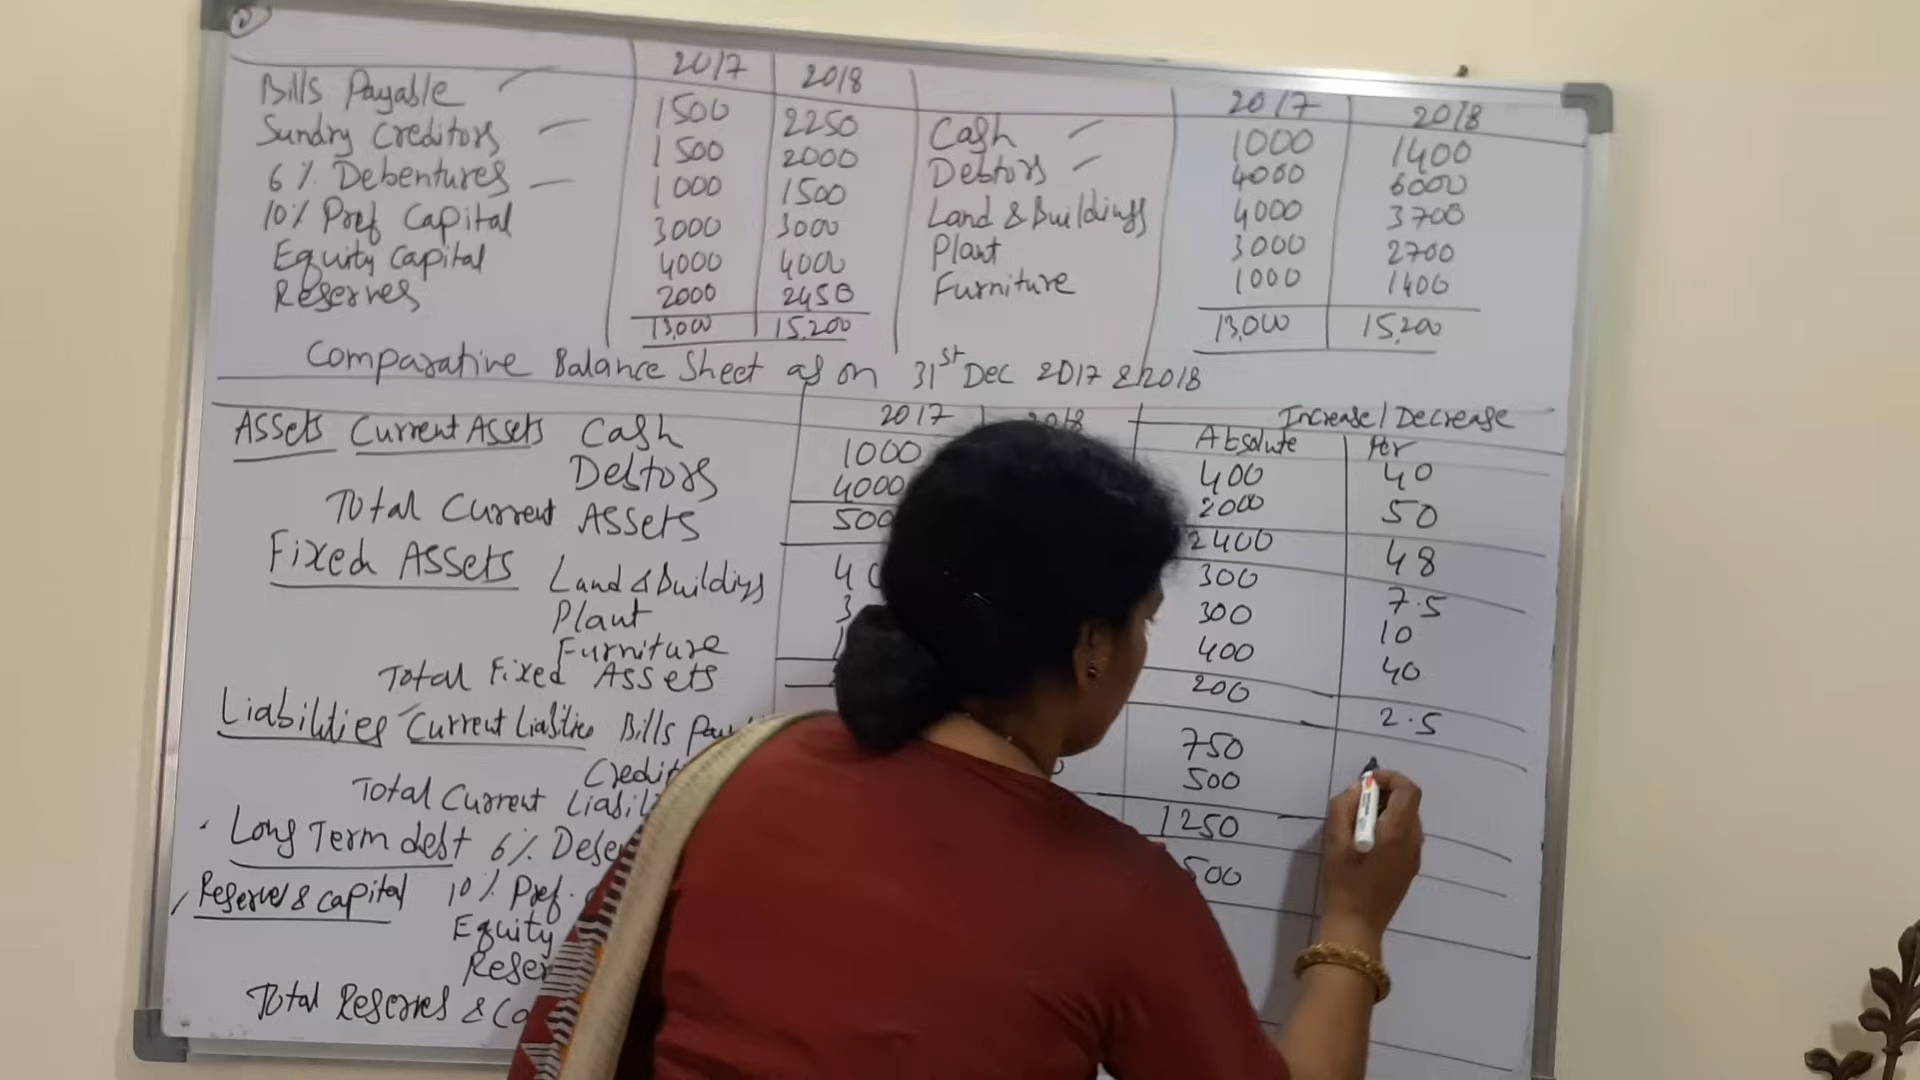 2017 2018 2017 2018
Bills Payable 1500 2250 Cash 1000 1400
Sundry Creditors 1500 2000 Debtors 4000 6000
6% Debentures 1000 1500 Land & Buildings 4000 3700
10% Pref Capital 3000 3000 Plant 3000 2700
Equity Capital 4000 4000 Furniture 1000 1400
Reserves 2000 2450
13,000 15,200 13,000 15,200
Comparative Balance Sheet as on 31st Dec 2017 & 2018
2017 2018 Increase/Decrease
Absolute Per
Assets Current Assets Cash 1000 400 40
Debtors 4000 2000 50
Total Current Assets 500 2400 48
Fixed Assets Land & Buildings 300 7.5
Plant 3 300 10
Furniture 400 40
Total Fixed Assets 200 2.5
Liabilities Current Liabilities Bills 750
500
Total Current 1250
Long Term debt 6% 500
Reserves & Capital 10% Pref.
Equity
Total Reserves &